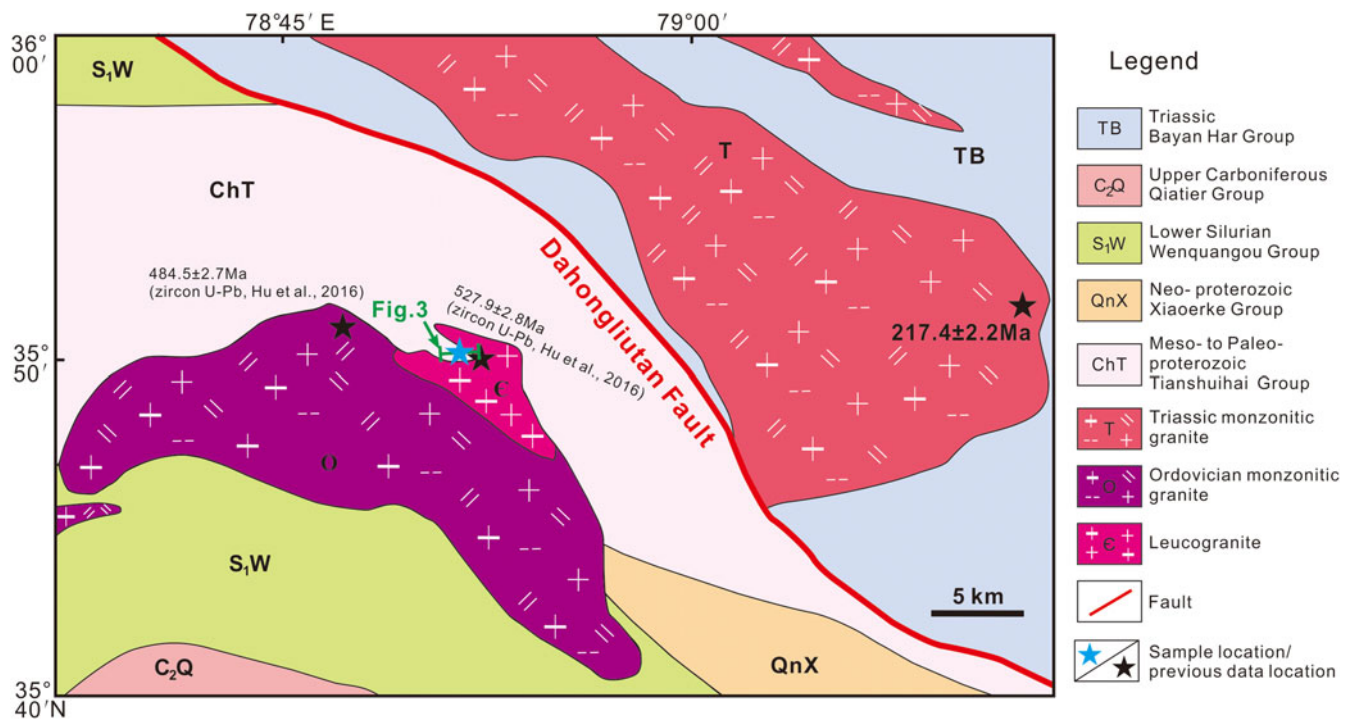 78°45′ E
79°00′
36°
00′
S₁W
T
TB
ChT
484.5±2.7Ma
(zircon U-Pb, Hu et al., 2016)
527.9±2.8Ma
(zircon U-Pb, Hu et al., 2016)
Fig.3
Dahongliutan Fault
217.4±2.2Ma
35°
50′
Є
O
S₁W
5 km
C₂Q
QnX
35°
40′N
Legend
TB
Triassic
Bayan Har Group
C₂Q
Upper Carboniferous
Qiatier Group
S₁W
Lower Silurian
Wenquangou Group
QnX
Neo-proterozoic
Xiaoerke Group
ChT
Meso- to Paleo-
proterozoic
Tianshuihai Group
T
Triassic monzonitic
granite
O
Ordovician monzonitic
granite
Є
Leucogranite
Fault
Sample location/
previous data location